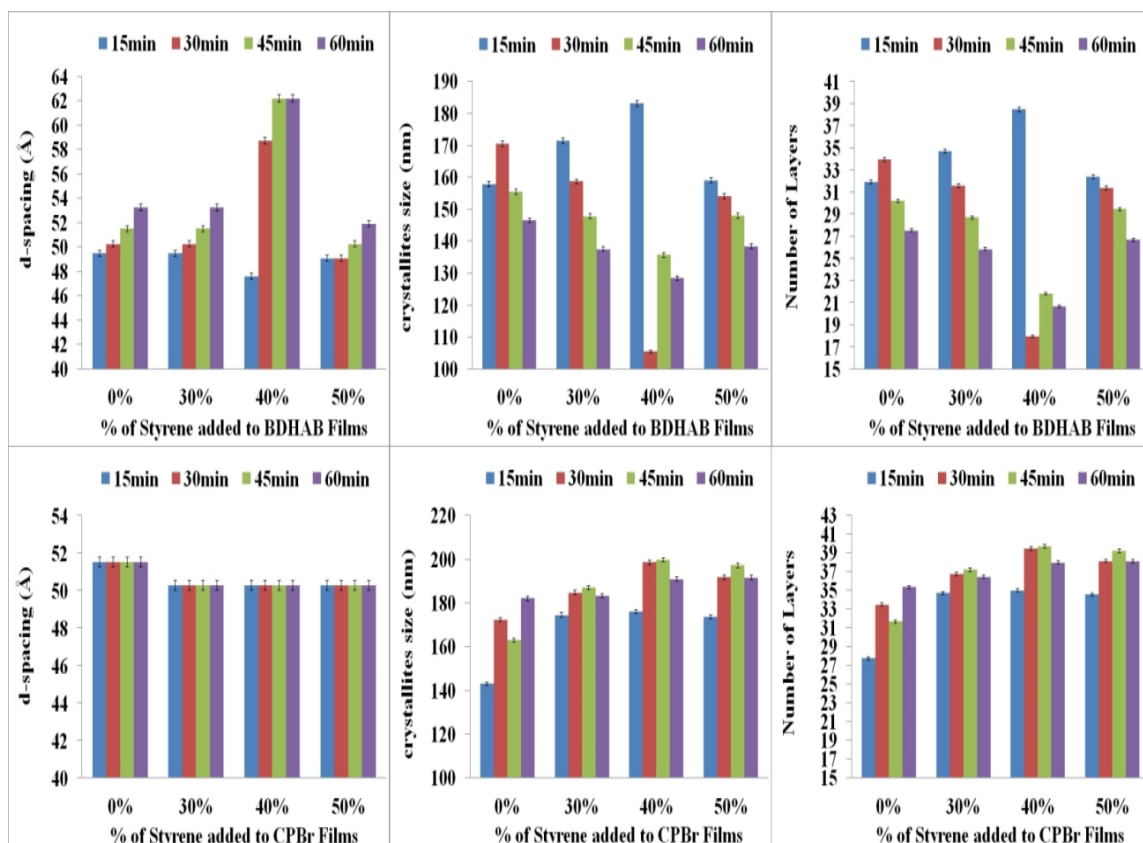 15min 30min 45min 60min
64
62
60
58
56
54
52
50
48
46
44
42
40
d-spacing (Å)
0% 30% 40% 50%
% of Styrene added to BDHAB Films
15min 30min 45min 60min
190
180
170
160
150
140
130
120
110
100
crystallites size (nm)
0% 30% 40% 50%
% of Styrene added to BDHAB Films
15min 30min 45min 60min
41
39
37
35
33
31
29
27
25
23
21
19
17
15
Number of Layers
0% 30% 40% 50%
% of Styrene added to BDHAB Films
15min 30min 45min 60min
54
52
50
48
46
44
42
40
d-spacing (Å)
0% 30% 40% 50%
% of Styrene added to CPBr Films
15min 30min 45min 60min
220
200
180
160
140
120
100
crystallites size (nm)
0% 30% 40% 50%
% of Styrene added to CPBr Films
15min 30min 45min 60min
43
41
39
37
35
33
31
29
27
25
23
21
19
17
15
Number of Layers
0% 30% 40% 50%
% of Styrene added to CPBr Films